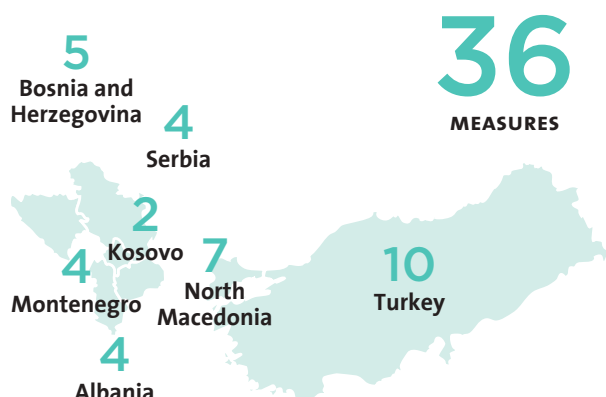 36
MEASURES
5
Bosnia and
Herzegovina
4
Serbia
2
Kosovo
4
Montenegro
7
North
Macedonia
10
Turkey
4
Albania